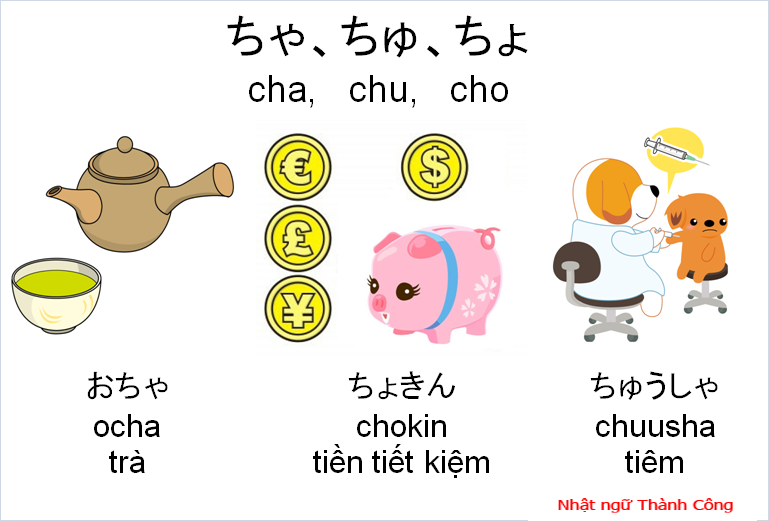 ちゃ、ちゅ、ちょ
cha, chu, cho
€
$
£
¥
おちゃ
ocha
trà
ちょきん
chokin
tiền tiết kiệm
ちゅうしゃ
chuusha
tiêm
Nhật ngữ Thành Công